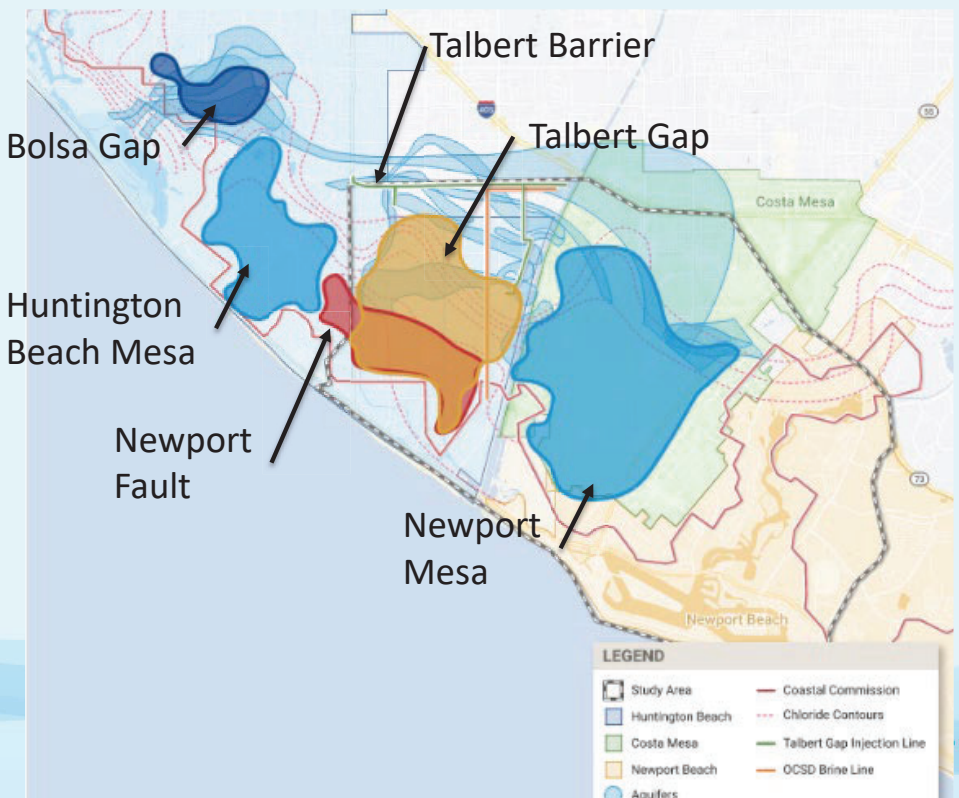 Talbert Barrier
405
55
Bolsa Gap
Talbert Gap
Costa Mesa
Huntington
Beach Mesa
Newport
Fault
73
Newport
Mesa
Newport Beach
LEGEND
Study Area
Huntington Beach
Costa Mesa
Newport Beach
Aquifers
Coastal Commission
Chloride Contours
Talbert Gap Injection Line
OCSD Brine Line